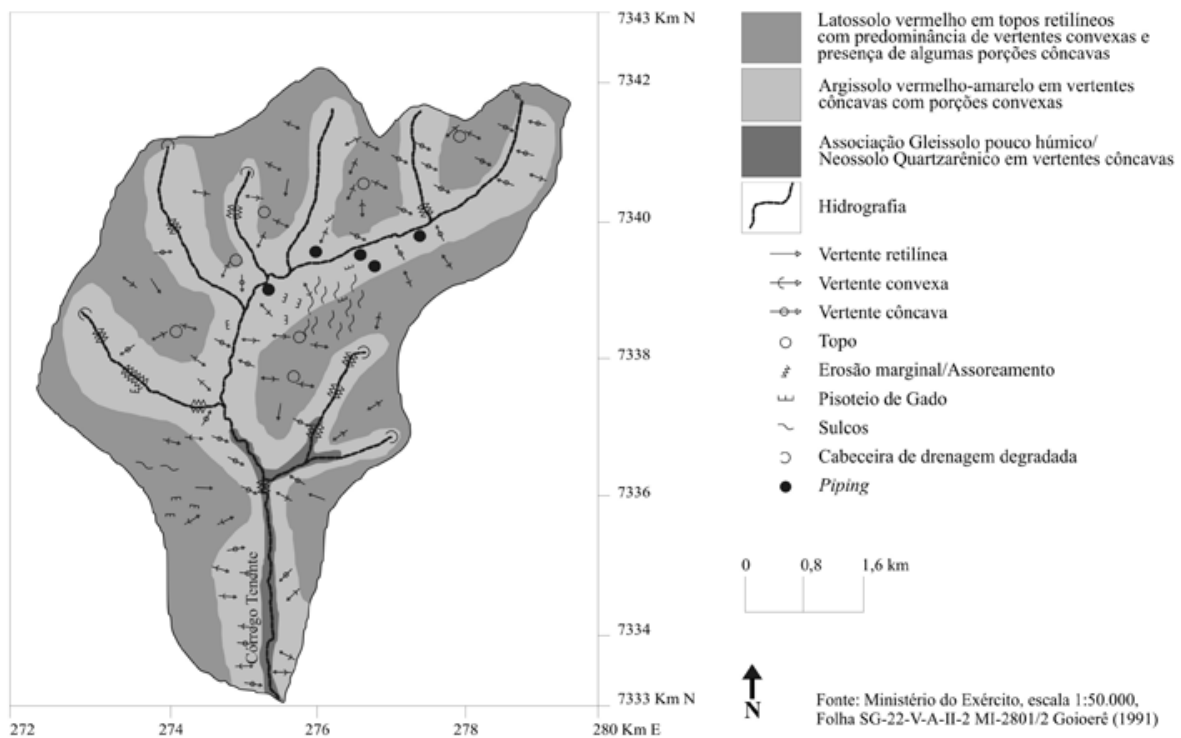 7343 Km N
7342
7340
7338
7336
7334
7333 Km N
272
274
276
278
280 Km E
Córrego Tenente
Latossolo vermelho em topos retilíneos
com predominância de vertentes convexas e
presença de algumas porções côncavas
Argissolo vermelho-amarelo em vertentes
côncavas com porções convexas
Associação Gleissolo pouco húmico/
Neossolo Quartzarênico em vertentes côncavas
Hidrografia
Vertente retilínea
Vertente convexa
Vertente côncava
Topo
Erosão marginal/Assoreamento
Pisoteio de Gado
Sulcos
Cabeceira de drenagem degradada
Piping
0 0,8 1,6 km
N
Fonte: Ministério do Exército, escala 1:50.000,
Folha SG-22-V-A-II-2 MI-2801/2 Goioerê (1991)